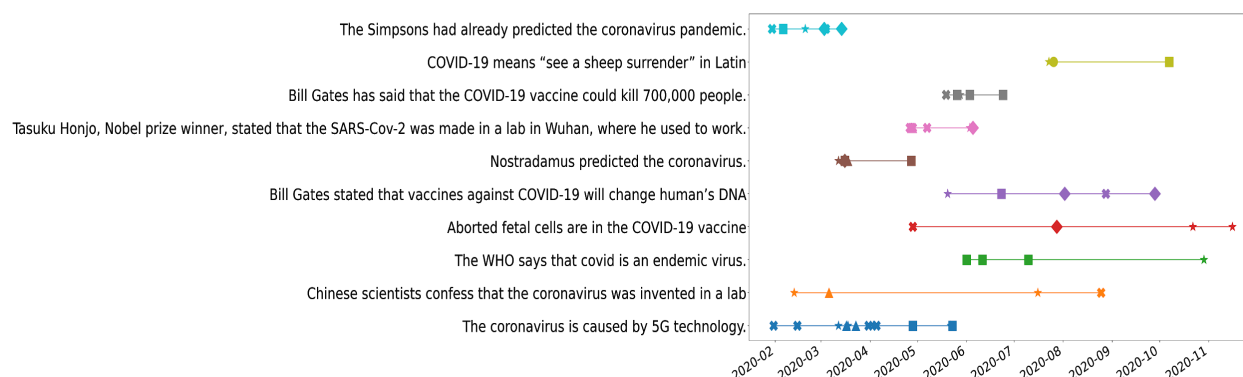 The Simpsons had already predicted the coronavirus pandemic.
COVID-19 means “see a sheep surrender” in Latin
Bill Gates has said that the COVID-19 vaccine could kill 700,000 people.
Tasuku Honjo, Nobel prize winner, stated that the SARS-Cov-2 was made in a lab in Wuhan, where he used to work.
Nostradamus predicted the coronavirus.
Bill Gates stated that vaccines against COVID-19 will change human’s DNA
Aborted fetal cells are in the COVID-19 vaccine
The WHO says that covid is an endemic virus.
Chinese scientists confess that the coronavirus was invented in a lab
The coronavirus is caused by 5G technology.
2020-02 2020-03 2020-04 2020-05 2020-06 2020-07 2020-08 2020-09 2020-10 2020-11